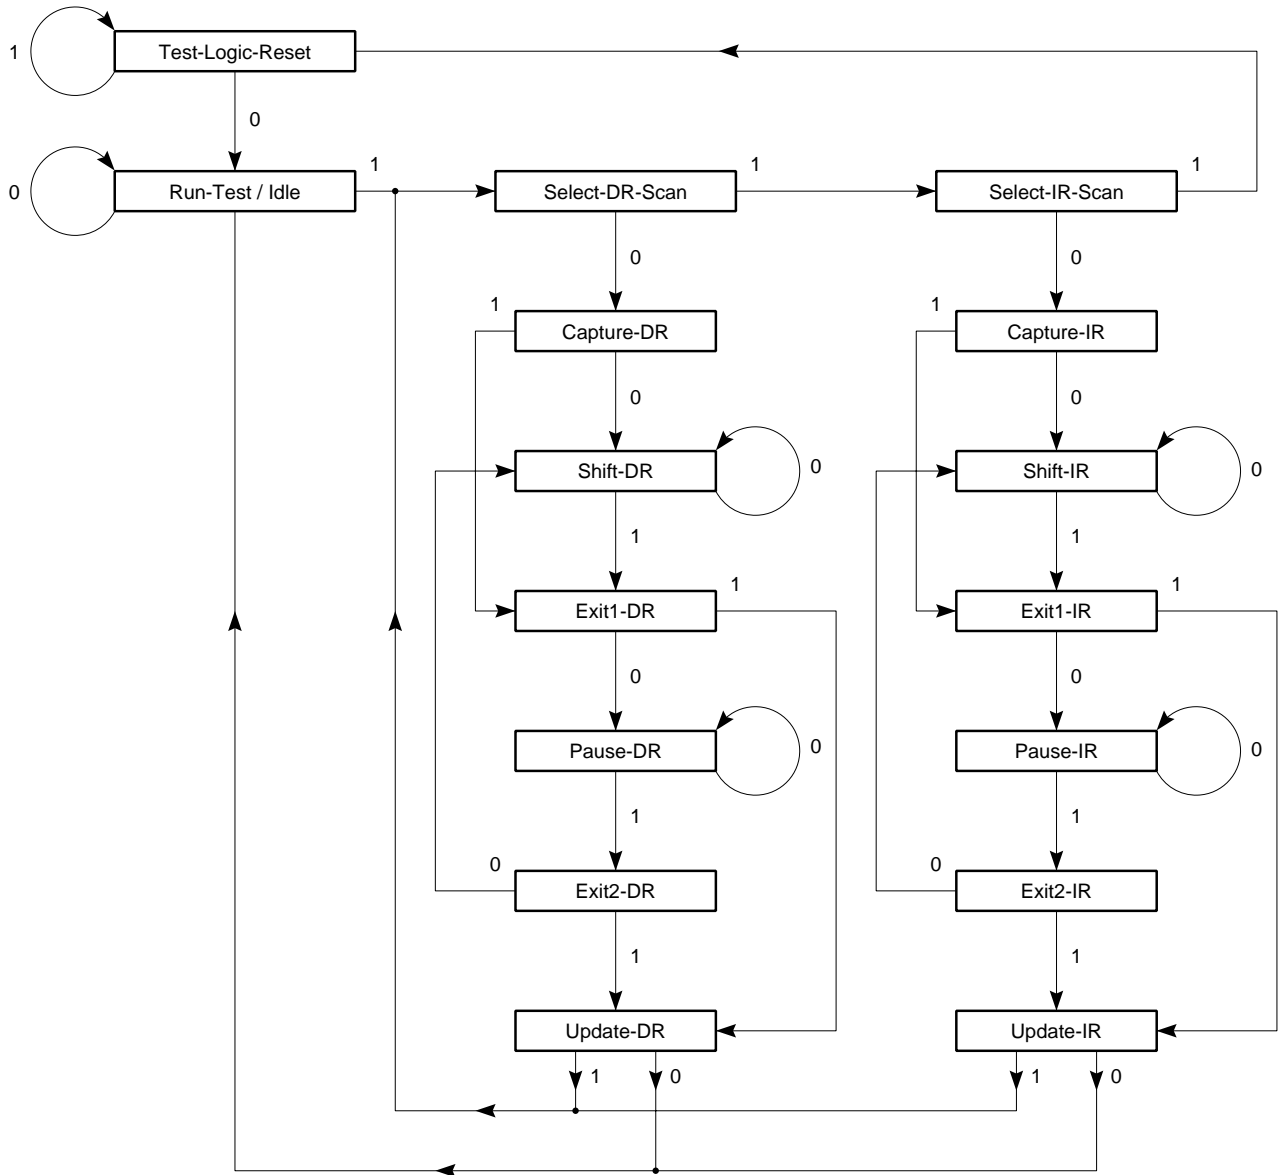 1
Test-Logic-Reset
0
0
Run-Test / Idle
1
Select-DR-Scan
1
Select-IR-Scan
1
0
0
1
Capture-DR
1
Capture-IR
0
0
Shift-DR
0
Shift-IR
0
1
1
Exit1-DR
1
Exit1-IR
1
0
0
Pause-DR
0
Pause-IR
0
1
1
0
Exit2-DR
0
Exit2-IR
1
1
Update-DR
Update-IR
1
0
1
0